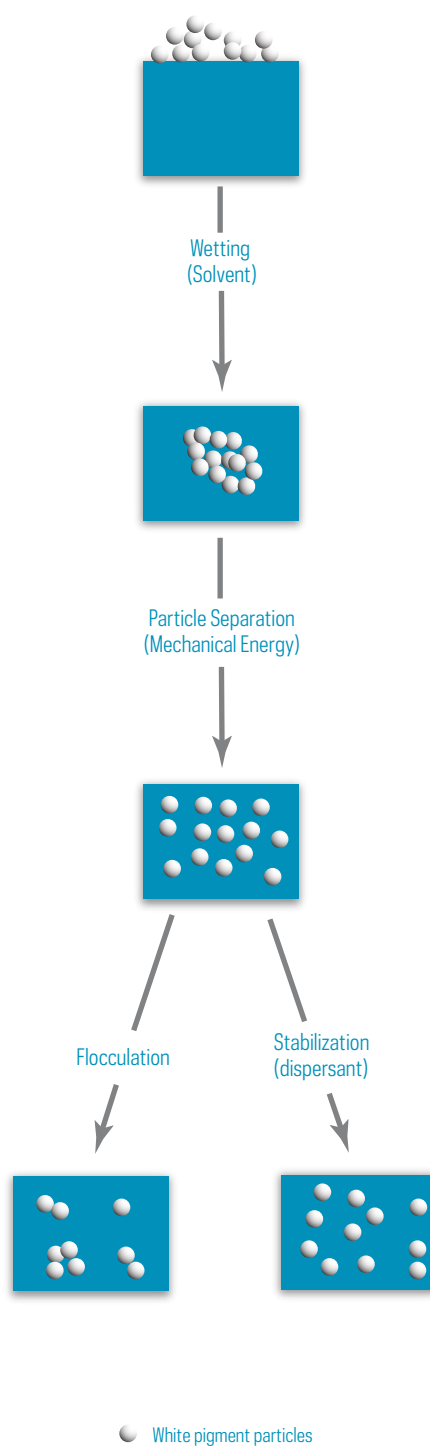 Wetting
(Solvent)
Particle Separation
(Mechanical Energy)
Flocculation
Stabilization
(dispersant)
White pigment particles